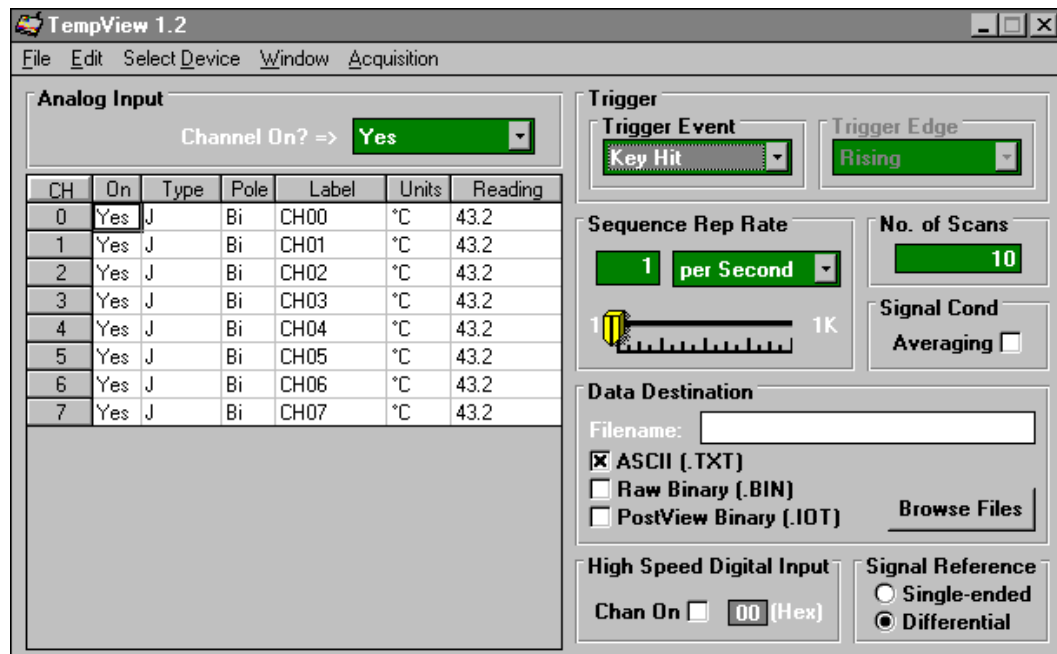 TempView 1.2
File Edit Select Device Window Acquisition
Analog Input
Channel On? => Yes
CH On Type Pole Label Units Reading
0 Yes J Bi CH00 °C 43.2
1 Yes J Bi CH01 °C 43.2
2 Yes J Bi CH02 °C 43.2
3 Yes J Bi CH03 °C 43.2
4 Yes J Bi CH04 °C 43.2
5 Yes J Bi CH05 °C 43.2
6 Yes J Bi CH06 °C 43.2
7 Yes J Bi CH07 °C 43.2
Trigger
Trigger Event
Key Hit
Trigger Edge
Rising
Sequence Rep Rate
1 per Second
1 1K
No. of Scans
10
Signal Cond
Averaging
Data Destination
Filename:
ASCII (.TXT)
Raw Binary (.BIN)
PostView Binary (.IOT)
Browse Files
High Speed Digital Input
Chan On 00 (Hex)
Signal Reference
Single-ended
Differential